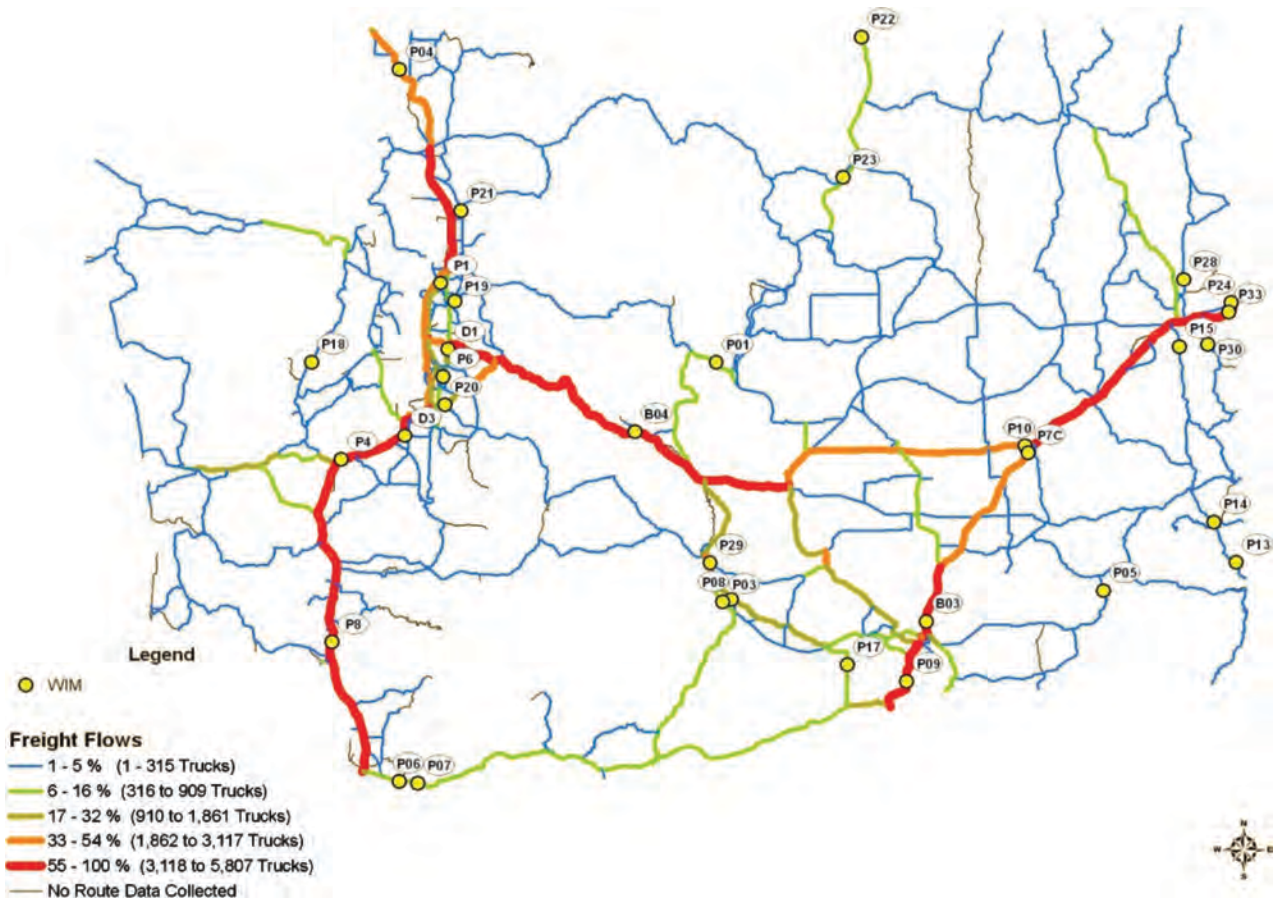 P22
P04
P23
P21
P1
P28
P19
P24
P33
D1
P15
P18
P01
P30
P6
P20
D3
B04
P10
P7C
P4
P14
P29
P13
P08
P03
P05
B03
P8
Legend
P17
WIM
P09
Freight Flows
1 - 5 % (1 - 315 Trucks)
P06
P07
6 - 16 % (316 to 909 Trucks)
17 - 32 % (910 to 1,861 Trucks)
33 - 54 % (1,862 to 3,117 Trucks)
N
W
E
S
55 - 100 % (3,118 to 5,807 Trucks)
No Route Data Collected